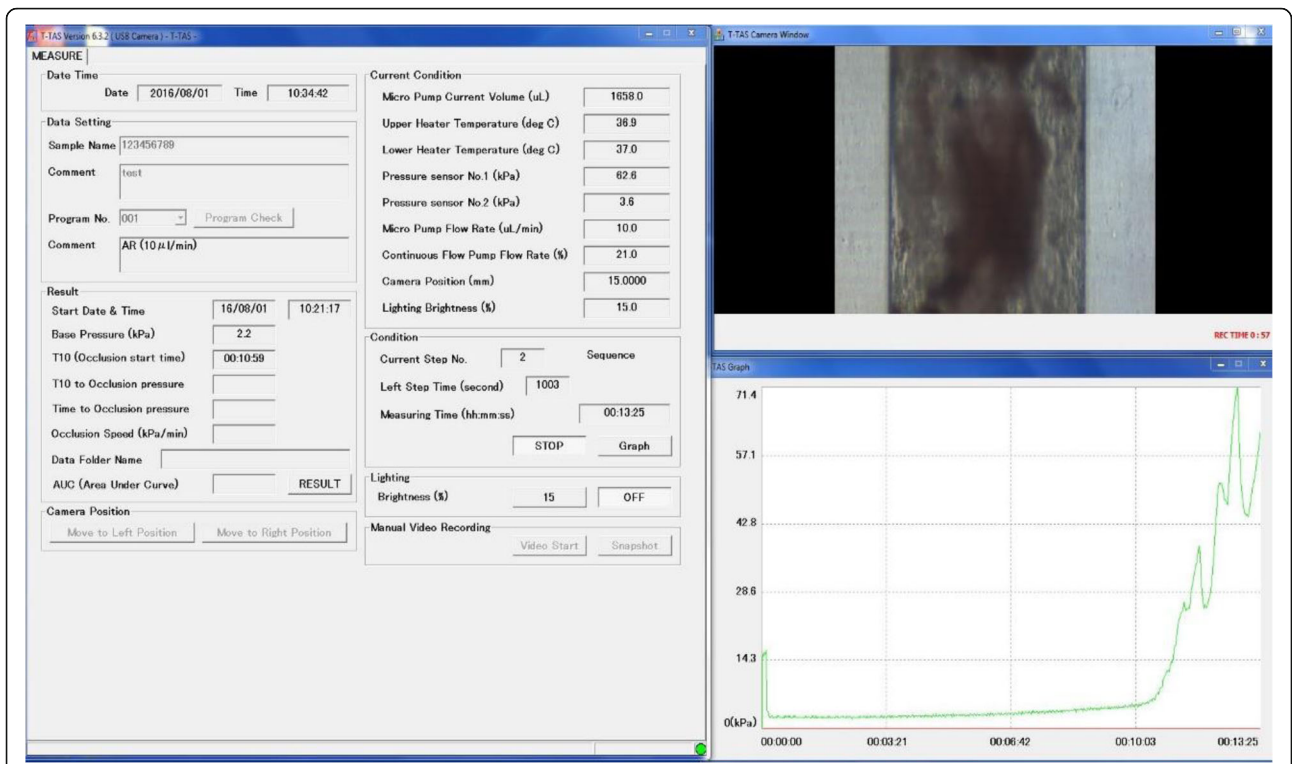 T-TAS Version 6.3.2 ( USB Camera ) - T-TAS -
MEASURE
Date Time
Date 2016/08/01 Time 10:34:42
Data Setting
Sample Name 123456789
Comment test
Program No. 001 Program Check
Comment AR (10μl/min)
Result
Start Date & Time 16/08/01 10:21:17
Base Pressure (kPa) 2.2
T10 (Occlusion start time) 00:10:59
T10 to Occlusion pressure
Time to Occlusion pressure
Occlusion Speed (kPa/min)
Data Folder Name
AUC (Area Under Curve) RESULT
Camera Position
Move to Left Position Move to Right Position
Current Condition
Micro Pump Current Volume (uL) 1658.0
Upper Heater Temperature (deg C) 36.9
Lower Heater Temperature (deg C) 37.0
Pressure sensor No.1 (kPa) 62.6
Pressure sensor No.2 (kPa) 3.6
Micro Pump Flow Rate (uL/min) 10.0
Continuous Flow Pump Flow Rate (%) 21.0
Camera Position (mm) 15.0000
Lighting Brightness (%) 15.0
Condition
Current Step No. 2 Sequence
Left Step Time (second) 1003
Measuring Time (hh:mm:ss) 00:13:25
STOP Graph
Lighting
Brightness (%) 15 OFF
Manual Video Recording
Video Start Snapshot
T-TAS Camera Window
REC TIME 0 : 57
TAS Graph
71.4
57.1
42.8
28.6
14.3
0(kPa)
00:00:00 00:03:21 00:06:42 00:10:03 00:13:25